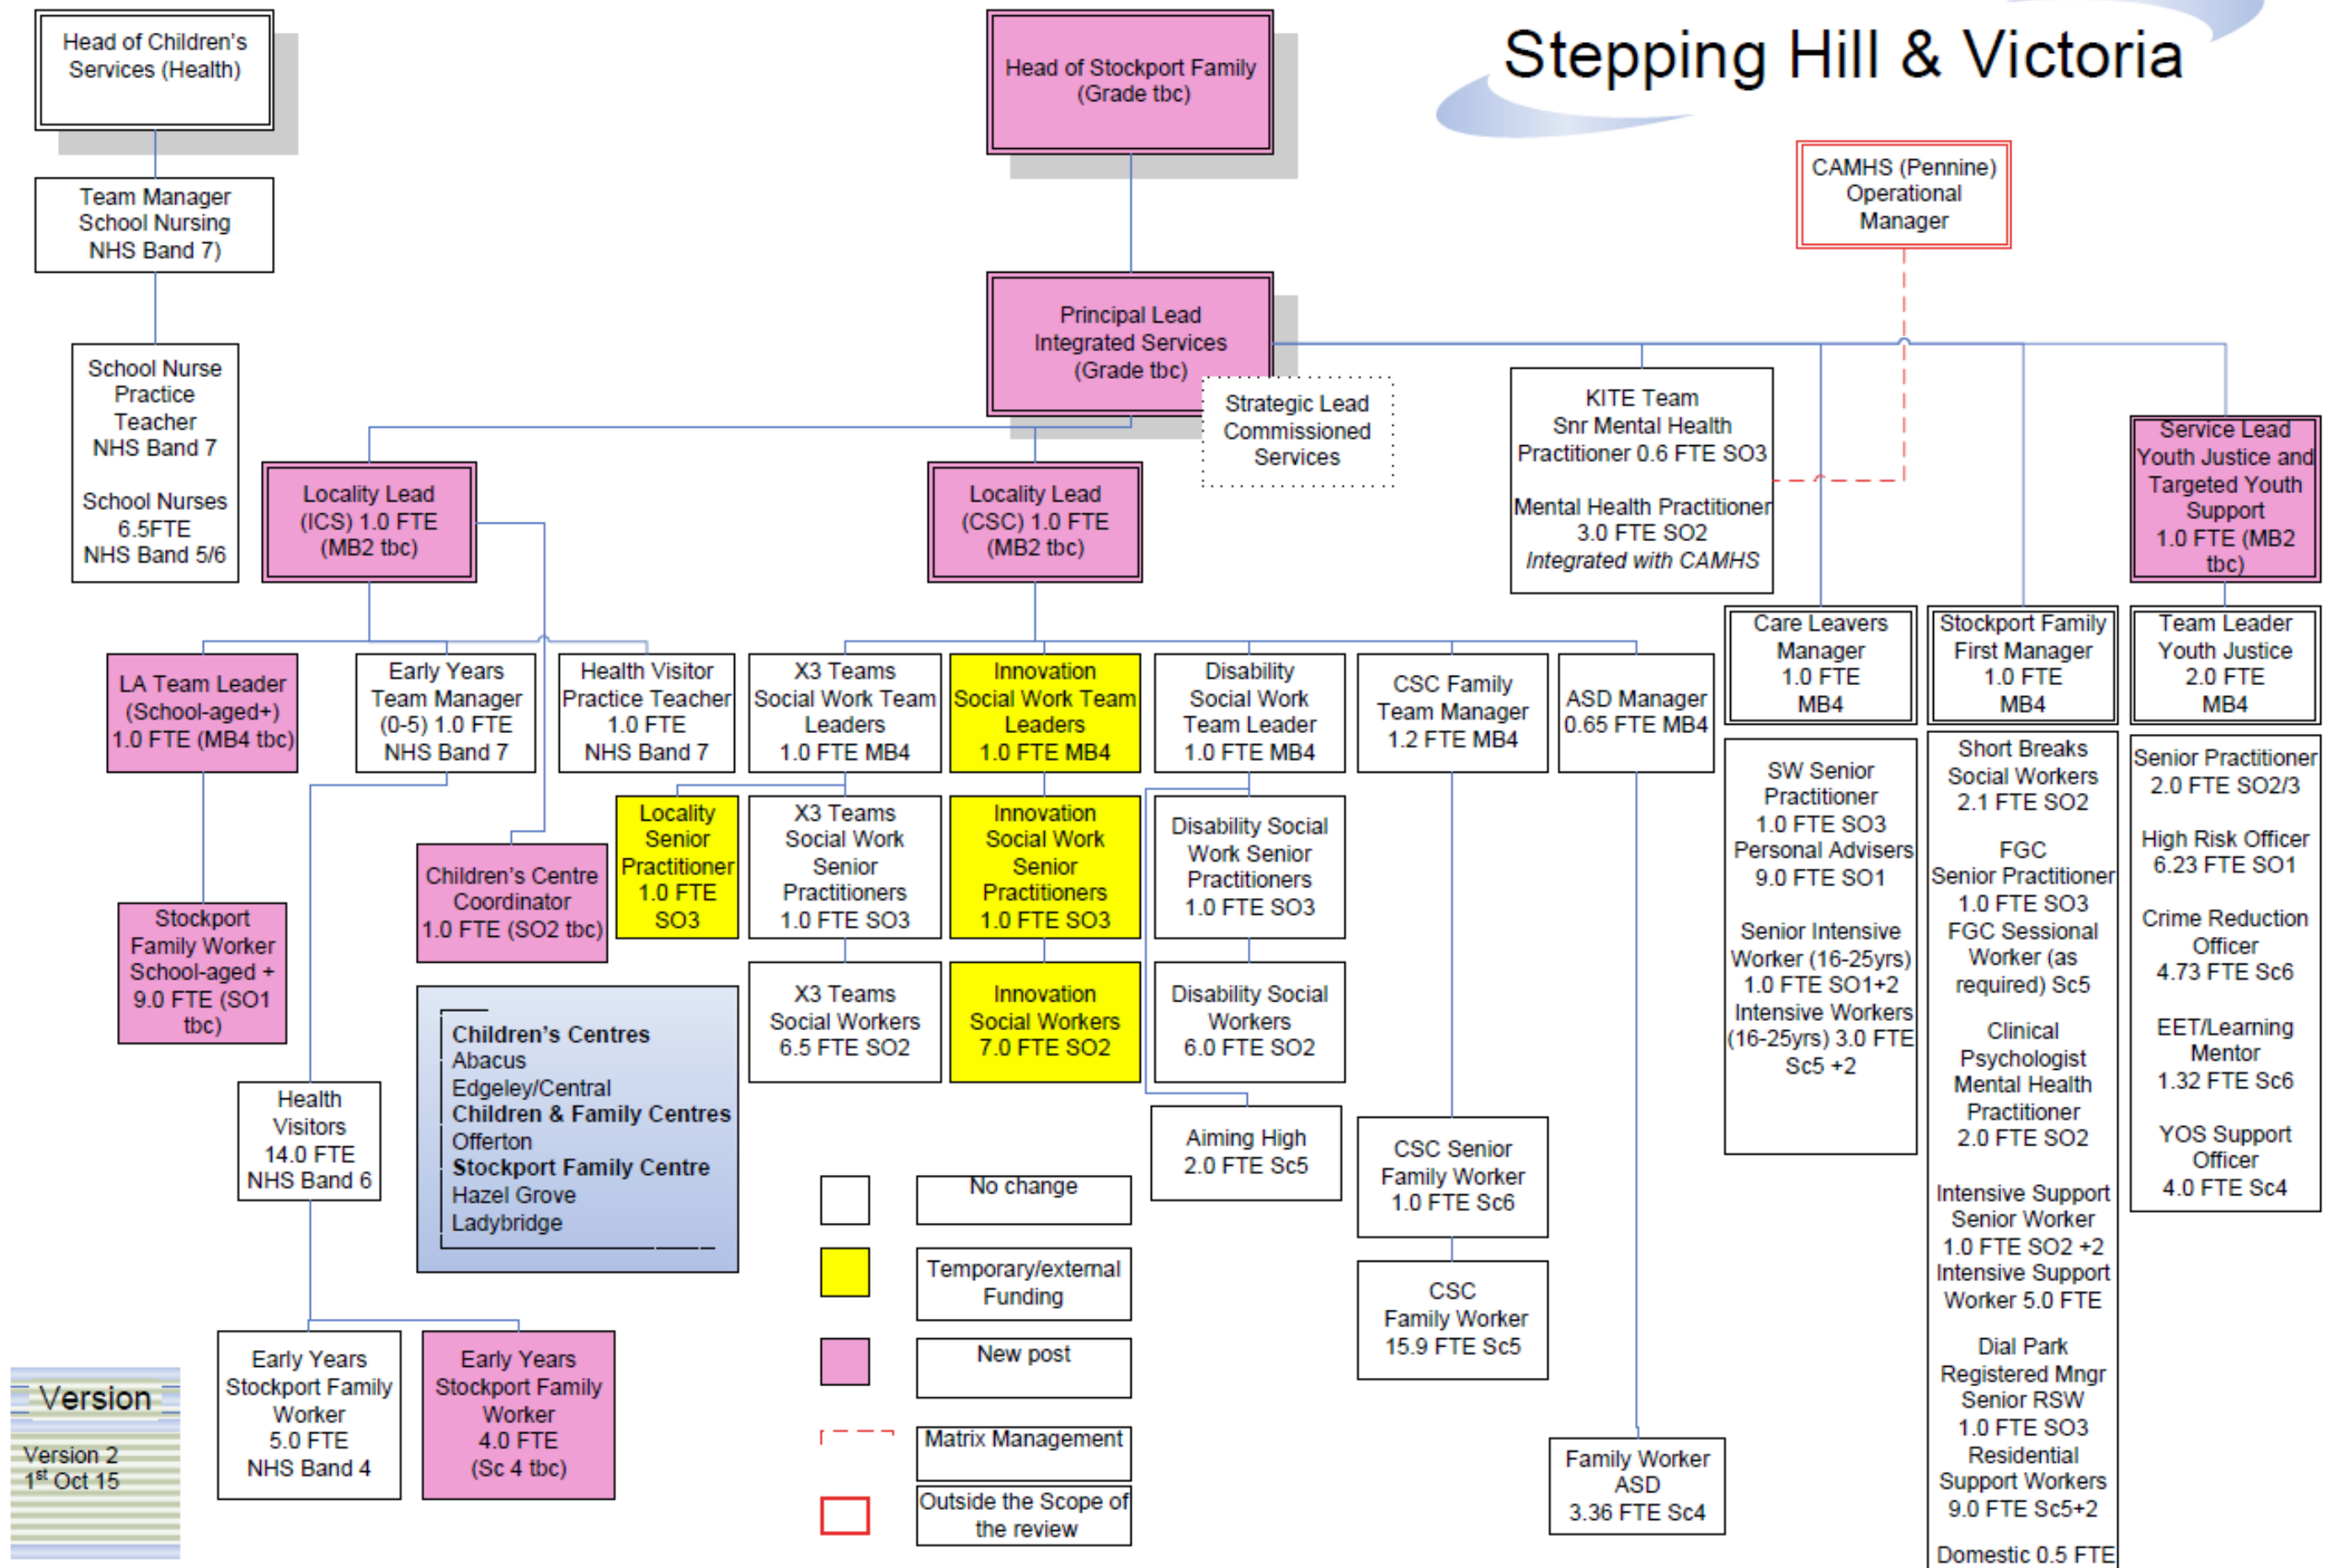 Stepping Hill & Victoria
Head of Children's
Services (Health)
Team Manager
School Nursing
NHS Band 7)
School Nurse
Practice
Teacher
NHS Band 7
School Nurses
6.5FTE
NHS Band 5/6
Head of Stockport Family
(Grade tbc)
Principal Lead
Integrated Services
(Grade tbc)
Strategic Lead
Commissioned
Services
CAMHS (Pennine)
Operational
Manager
KITE Team
Snr Mental Health
Practitioner 0.6 FTE SO3
Mental Health Practitioner
3.0 FTE SO2
Integrated with CAMHS
Service Lead
Youth Justice and
Targeted Youth
Support
1.0 FTE (MB2
tbc)
Locality Lead
(ICS) 1.0 FTE
(MB2 tbc)
Locality Lead
(CSC) 1.0 FTE
(MB2 tbc)
LA Team Leader
(School-aged+)
1.0 FTE (MB4 tbc)
Early Years
Team Manager
(0-5) 1.0 FTE
NHS Band 7
Health Visitor
Practice Teacher
1.0 FTE
NHS Band 7
X3 Teams
Social Work Team
Leaders
1.0 FTE MB4
Innovation
Social Work Team
Leaders
1.0 FTE MB4
Disability
Social Work
Team Leader
1.0 FTE MB4
CSC Family
Team Manager
1.2 FTE MB4
ASD Manager
0.65 FTE MB4
Care Leavers
Manager
1.0 FTE
MB4
Stockport Family
First Manager
1.0 FTE
MB4
Team Leader
Youth Justice
2.0 FTE
MB4
Stockport
Family Worker
School-aged +
9.0 FTE (SO1
tbc)
Children's Centre
Coordinator
1.0 FTE (SO2 tbc)
Locality
Senior
Practitioner
1.0 FTE
SO3
X3 Teams
Social Work
Senior
Practitioners
1.0 FTE SO3
Innovation
Social Work
Senior
Practitioners
1.0 FTE SO3
Disability Social
Work Senior
Practitioners
1.0 FTE SO3
X3 Teams
Social Workers
6.5 FTE SO2
Innovation
Social Workers
7.0 FTE SO2
Disability Social
Workers
6.0 FTE SO2
Aiming High
2.0 FTE Sc5
CSC Senior
Family Worker
1.0 FTE Sc6
CSC
Family Worker
15.9 FTE Sc5
Family Worker
ASD
3.36 FTE Sc4
SW Senior
Practitioner
1.0 FTE SO3
Personal Advisers
9.0 FTE SO1
Senior Intensive
Worker (16-25yrs)
1.0 FTE SO1+2
Intensive Workers
(16-25yrs) 3.0 FTE
Sc5 +2
Short Breaks
Social Workers
2.1 FTE SO2
FGC
Senior Practitioner
1.0 FTE SO3
FGC Sessional
Worker (as
required) Sc5
Clinical
Psychologist
Mental Health
Practitioner
2.0 FTE SO2
Intensive Support
Senior Worker
1.0 FTE SO2 +2
Intensive Support
Worker 5.0 FTE
Dial Park
Registered Mngr
Senior RSW
1.0 FTE SO3
Residential
Support Workers
9.0 FTE Sc5+2
Domestic 0.5 FTE
Senior Practitioner
2.0 FTE SO2/3
High Risk Officer
6.23 FTE SO1
Crime Reduction
Officer
4.73 FTE Sc6
EET/Learning
Mentor
1.32 FTE Sc6
YOS Support
Officer
4.0 FTE Sc4
Children's Centres
Abacus
Edgeley/Central
Children & Family Centres
Offerton
Stockport Family Centre
Hazel Grove
Ladybridge
Health
Visitors
14.0 FTE
NHS Band 6
Early Years
Stockport Family
Worker
5.0 FTE
NHS Band 4
Early Years
Stockport Family
Worker
4.0 FTE
(Sc 4 tbc)
No change
Temporary/external
Funding
New post
Matrix Management
Outside the Scope of
the review
Version
Version 2
1st Oct 15